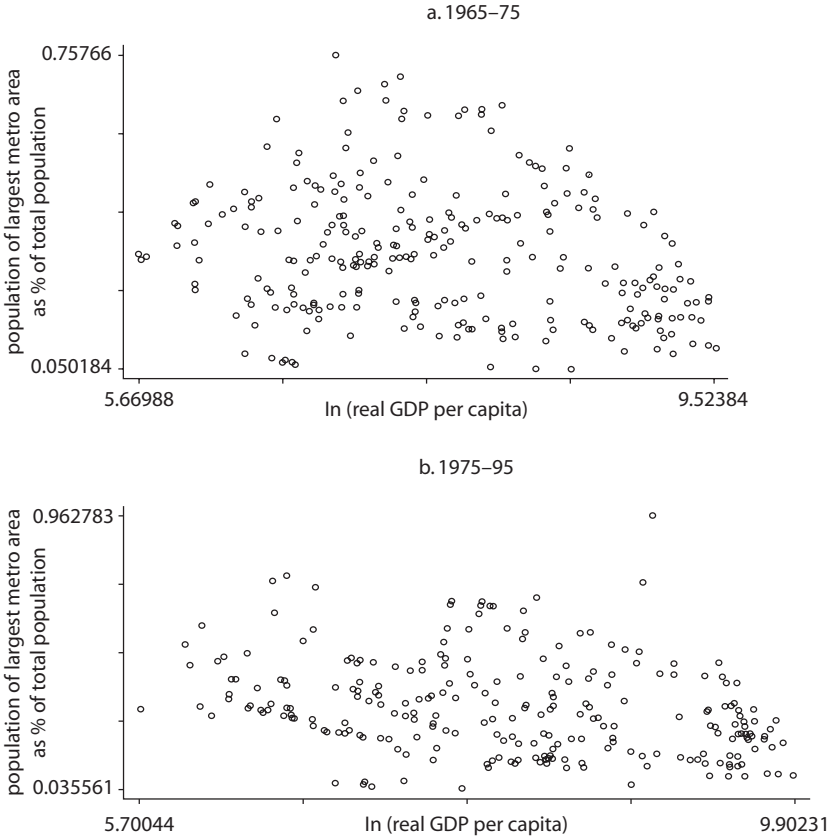 a. 1965–75
0.75766
population of largest metro area
as % of total population
0.050184
5.66988
ln (real GDP per capita)
9.52384
b. 1975–95
0.962783
population of largest metro area
as % of total population
0.035561
5.70044
ln (real GDP per capita)
9.90231